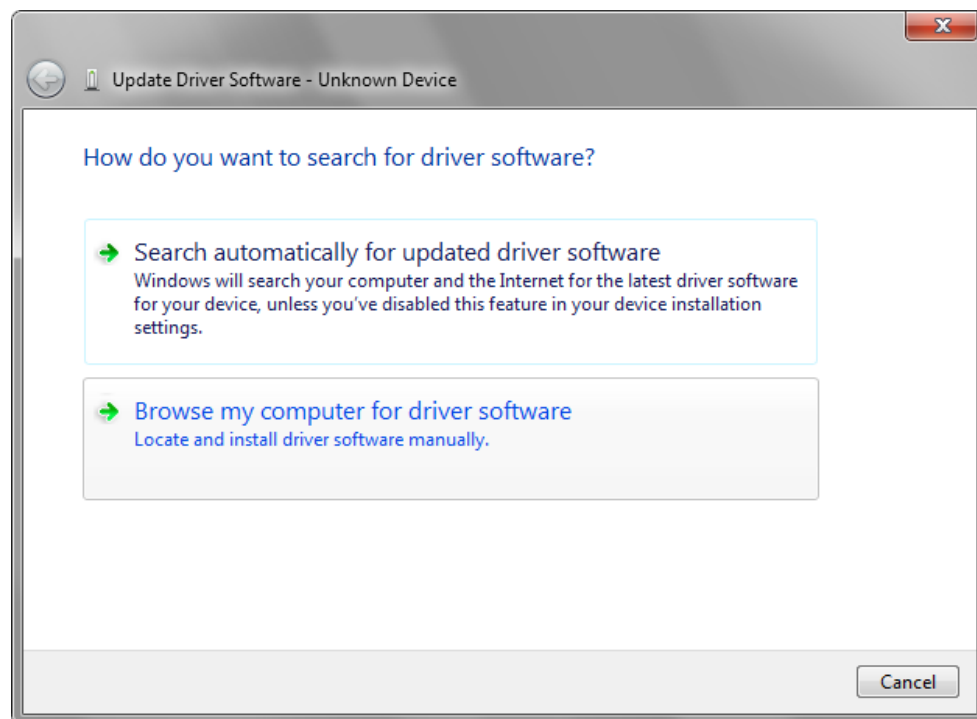 Update Driver Software - Unknown Device
How do you want to search for driver software?
Search automatically for updated driver software
Windows will search your computer and the Internet for the latest driver software
for your device, unless you've disabled this feature in your device installation
settings.
Browse my computer for driver software
Locate and install driver software manually.
Cancel